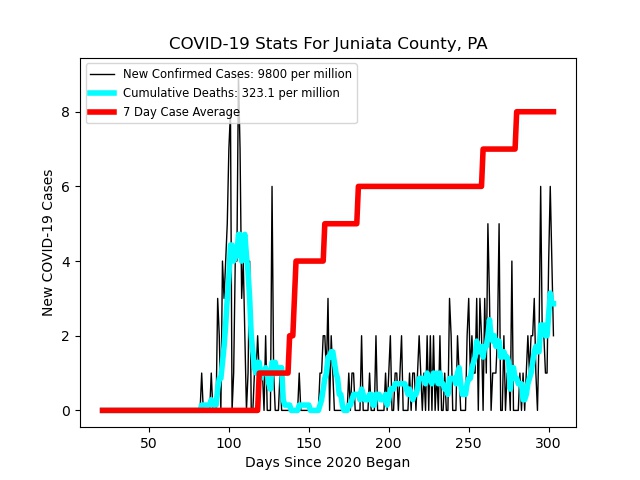 COVID-19 Stats For Juniata County, PA
New Confirmed Cases: 9800 per million
Cumulative Deaths: 323.1 per million
7 Day Case Average
New COVID-19 Cases
8
6
4
2
0
50 100 150 200 250 300
Days Since 2020 Began